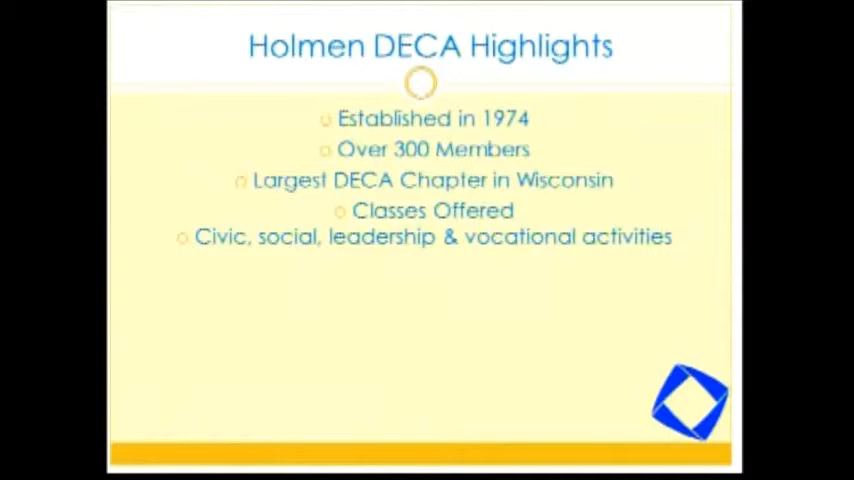 Holmen DECA Highlights
Established in 1974
Over 300 Members
Largest DECA Chapter in Wisconsin
Classes Offered
Civic, social, leadership & vocational activities